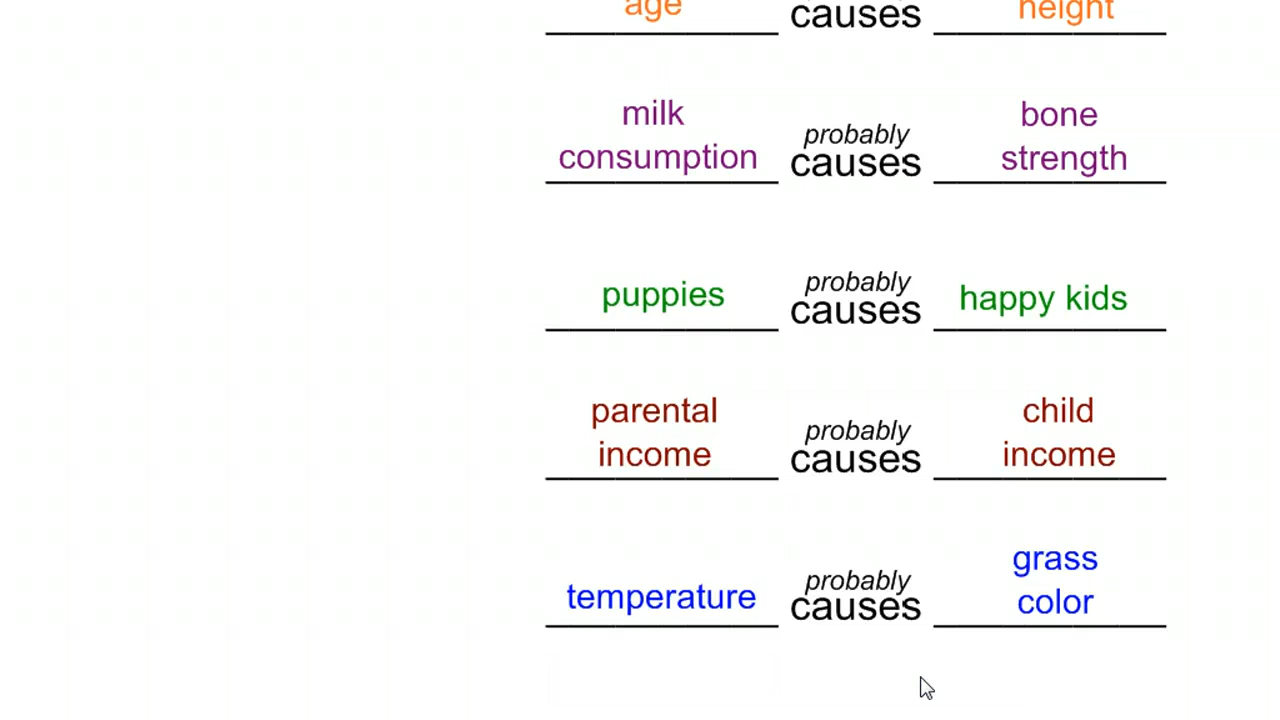 age causes height
milk
consumption
probably
causes
bone
strength
puppies
probably
causes
happy kids
parental
income
probably
causes
child
income
temperature
probably
causes
grass
color